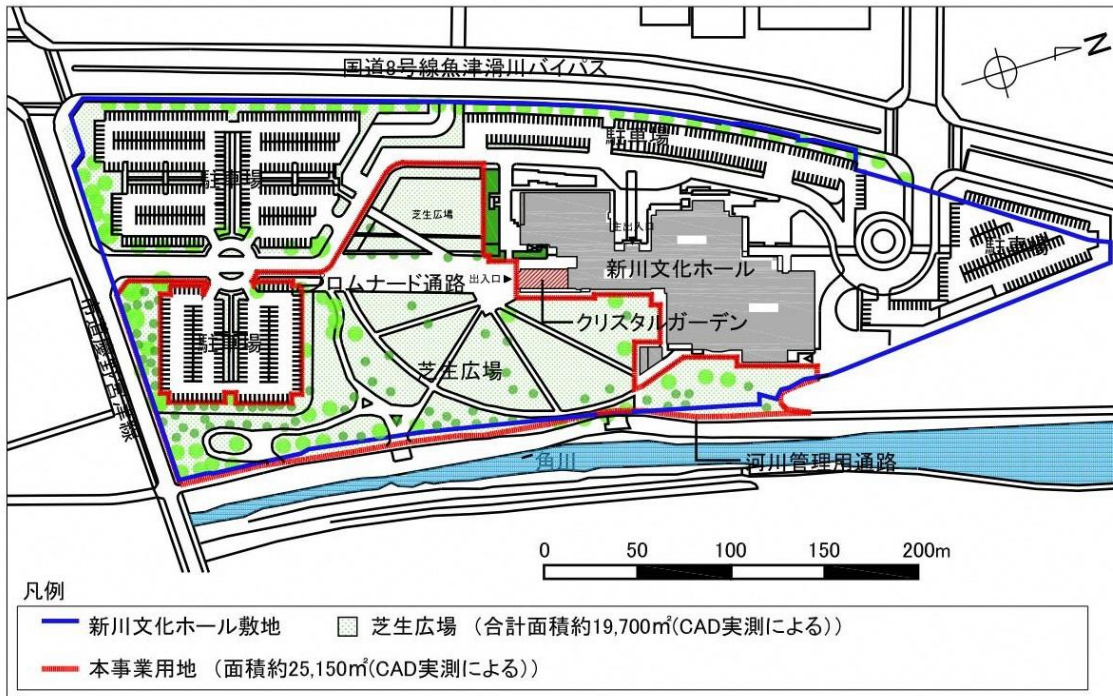 国道8号線魚津滑川バイパス
N
駐車場
駐車場
芝生広場
主出入口
駐車場
新川文化ホール
ロムナード通路
出入口
クリスタルガーデン
駐車場
芝生広場
角川
河川管理用通路
0 50 100 150 200m
凡例
新川文化ホール敷地
芝生広場 (合計面積約19,700㎡(CAD実測による))
本事業用地 (面積約25,150㎡(CAD実測による))